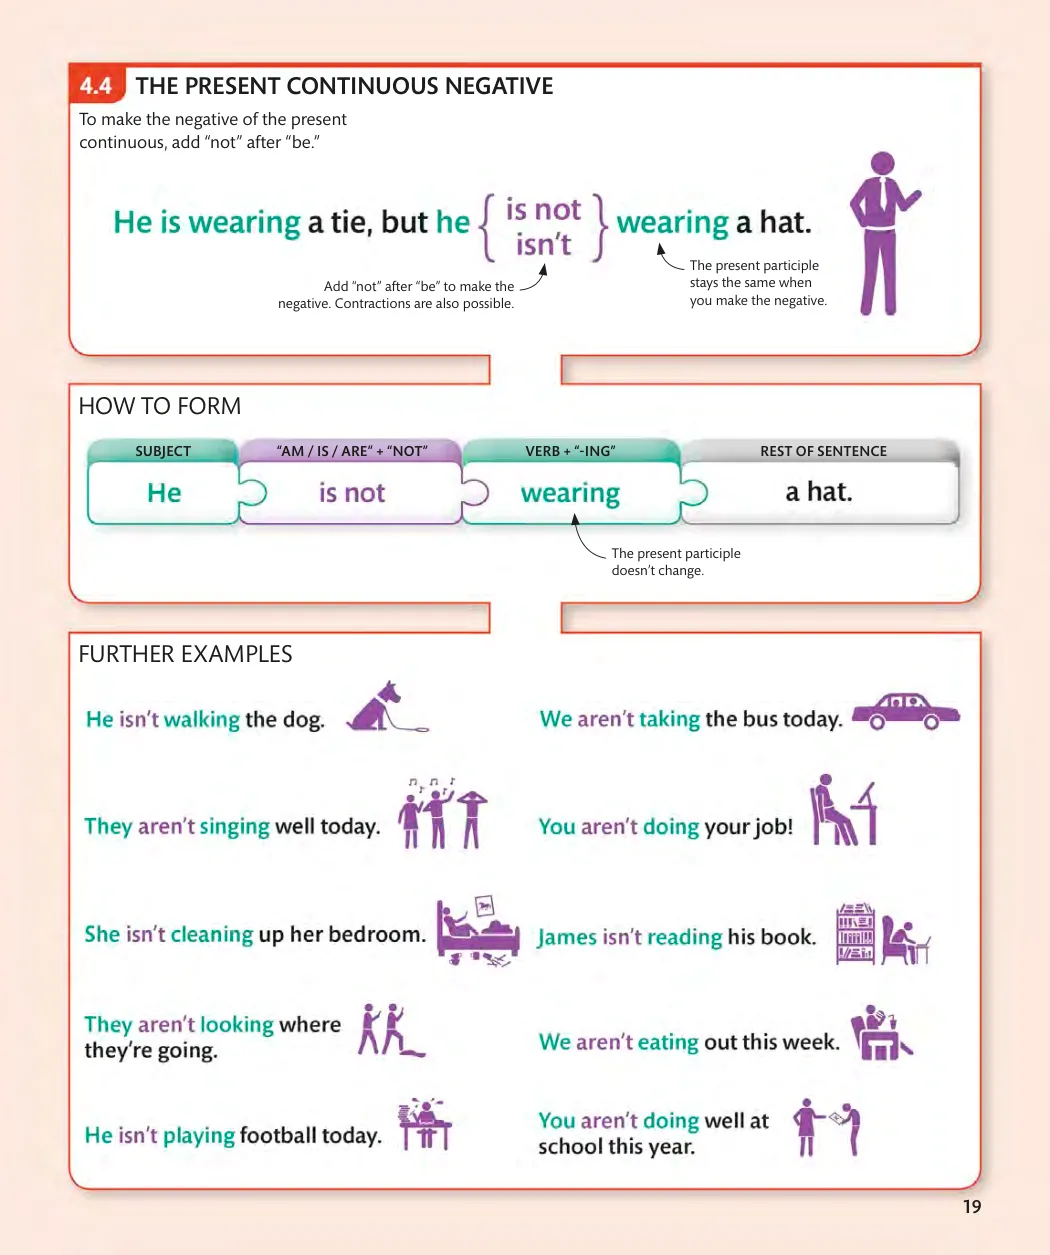 4.4 THE PRESENT CONTINUOUS NEGATIVE
To make the negative of the present
continuous, add “not” after “be.”
He is wearing a tie, but he { is not
isn’t } wearing a hat.
Add “not” after “be” to make the
negative. Contractions are also possible.
The present participle
stays the same when
you make the negative.
HOW TO FORM
SUBJECT
“AM / IS / ARE” + “NOT”
VERB + “-ING”
REST OF SENTENCE
He
is not
wearing
a hat.
The present participle
doesn’t change.
FURTHER EXAMPLES
He isn’t walking the dog.
They aren’t singing well today.
She isn’t cleaning up her bedroom.
They aren’t looking where
they’re going.
He isn’t playing football today.
We aren’t taking the bus today.
You aren’t doing your job!
James isn’t reading his book.
We aren’t eating out this week.
You aren’t doing well at
school this year.
19